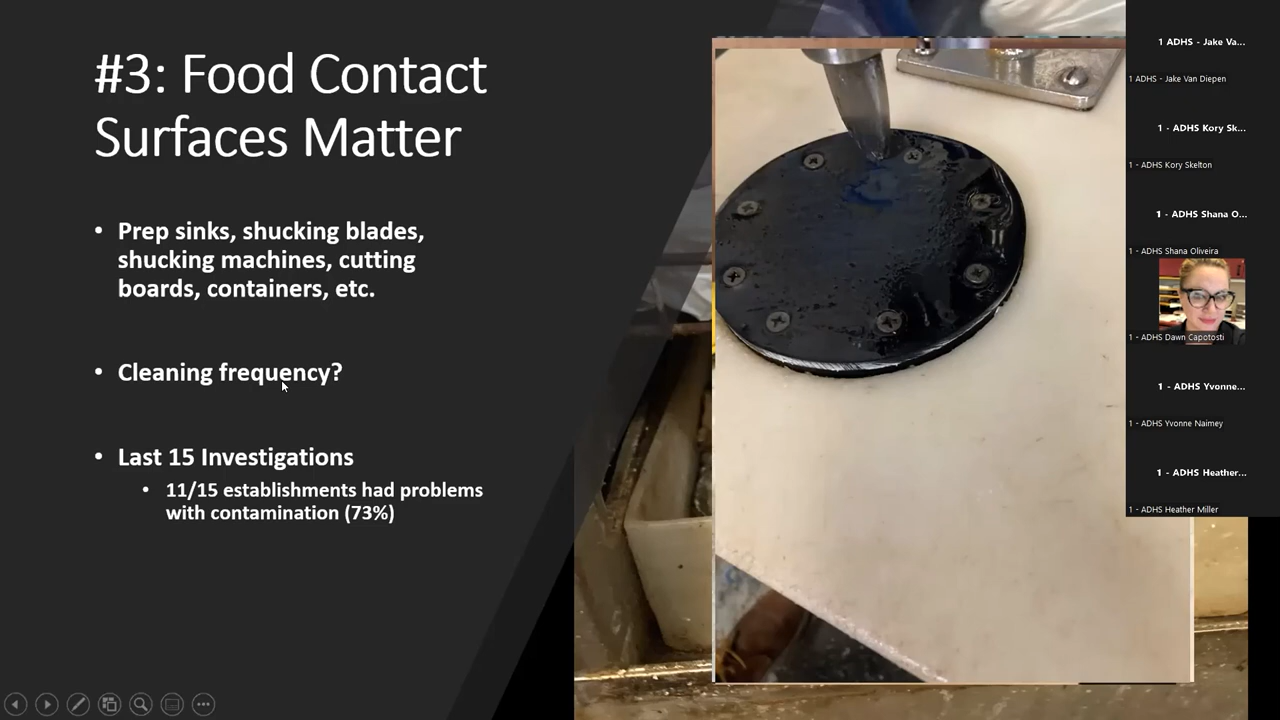 #3: Food Contact
Surfaces Matter
• Prep sinks, shucking blades,
shucking machines, cutting
boards, containers, etc.
• Cleaning frequency?
• Last 15 Investigations
• 11/15 establishments had problems
with contamination (73%)
1 ADHS - Jake Va...
1 ADHS - Jake Van Diepen
1 - ADHS Kory Sk...
1 - ADHS Kory Skelton
1 - ADHS Shana O...
1 - ADHS Shana Oliveira
1 - ADHS Dawn Capotosti
1 - ADHS Yvonne...
1 - ADHS Yvonne Naimey
1 - ADHS Heather...
1 - ADHS Heather Miller